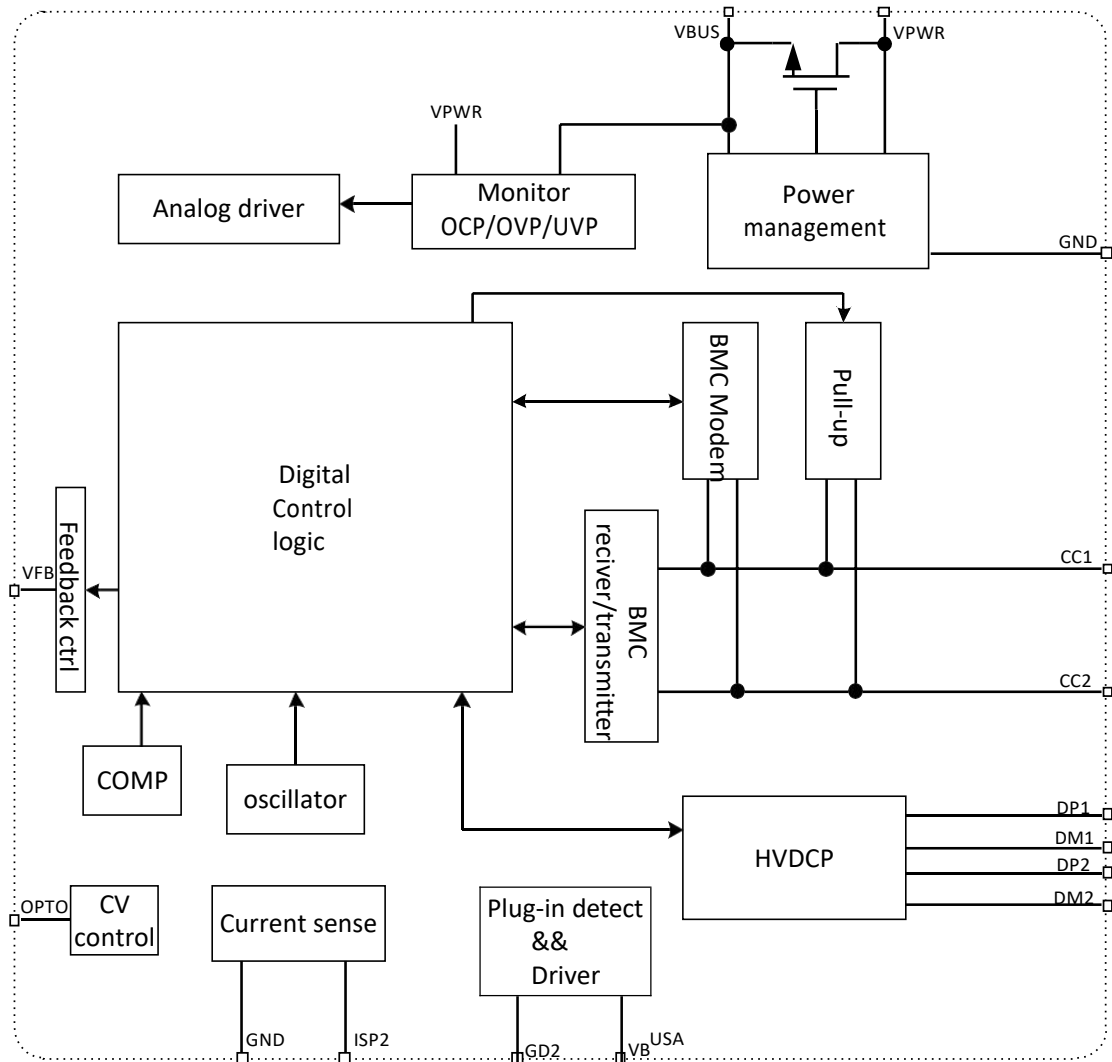 VBUS
VPWR
VPWR
Analog driver
Monitor
OCP/OVP/UVP
Power
management
GND
BMC Modem
Pull-up
Digital
Control
logic
Feedback ctrl
VFB
BMC
reciver/transmitter
CC1
CC2
COMP
oscillator
HVDCP
DP1
DM1
DP2
DM2
OPTO
CV
control
Current sense
Plug-in detect
&&
Driver
GND
ISP2
GD2
VBUSA